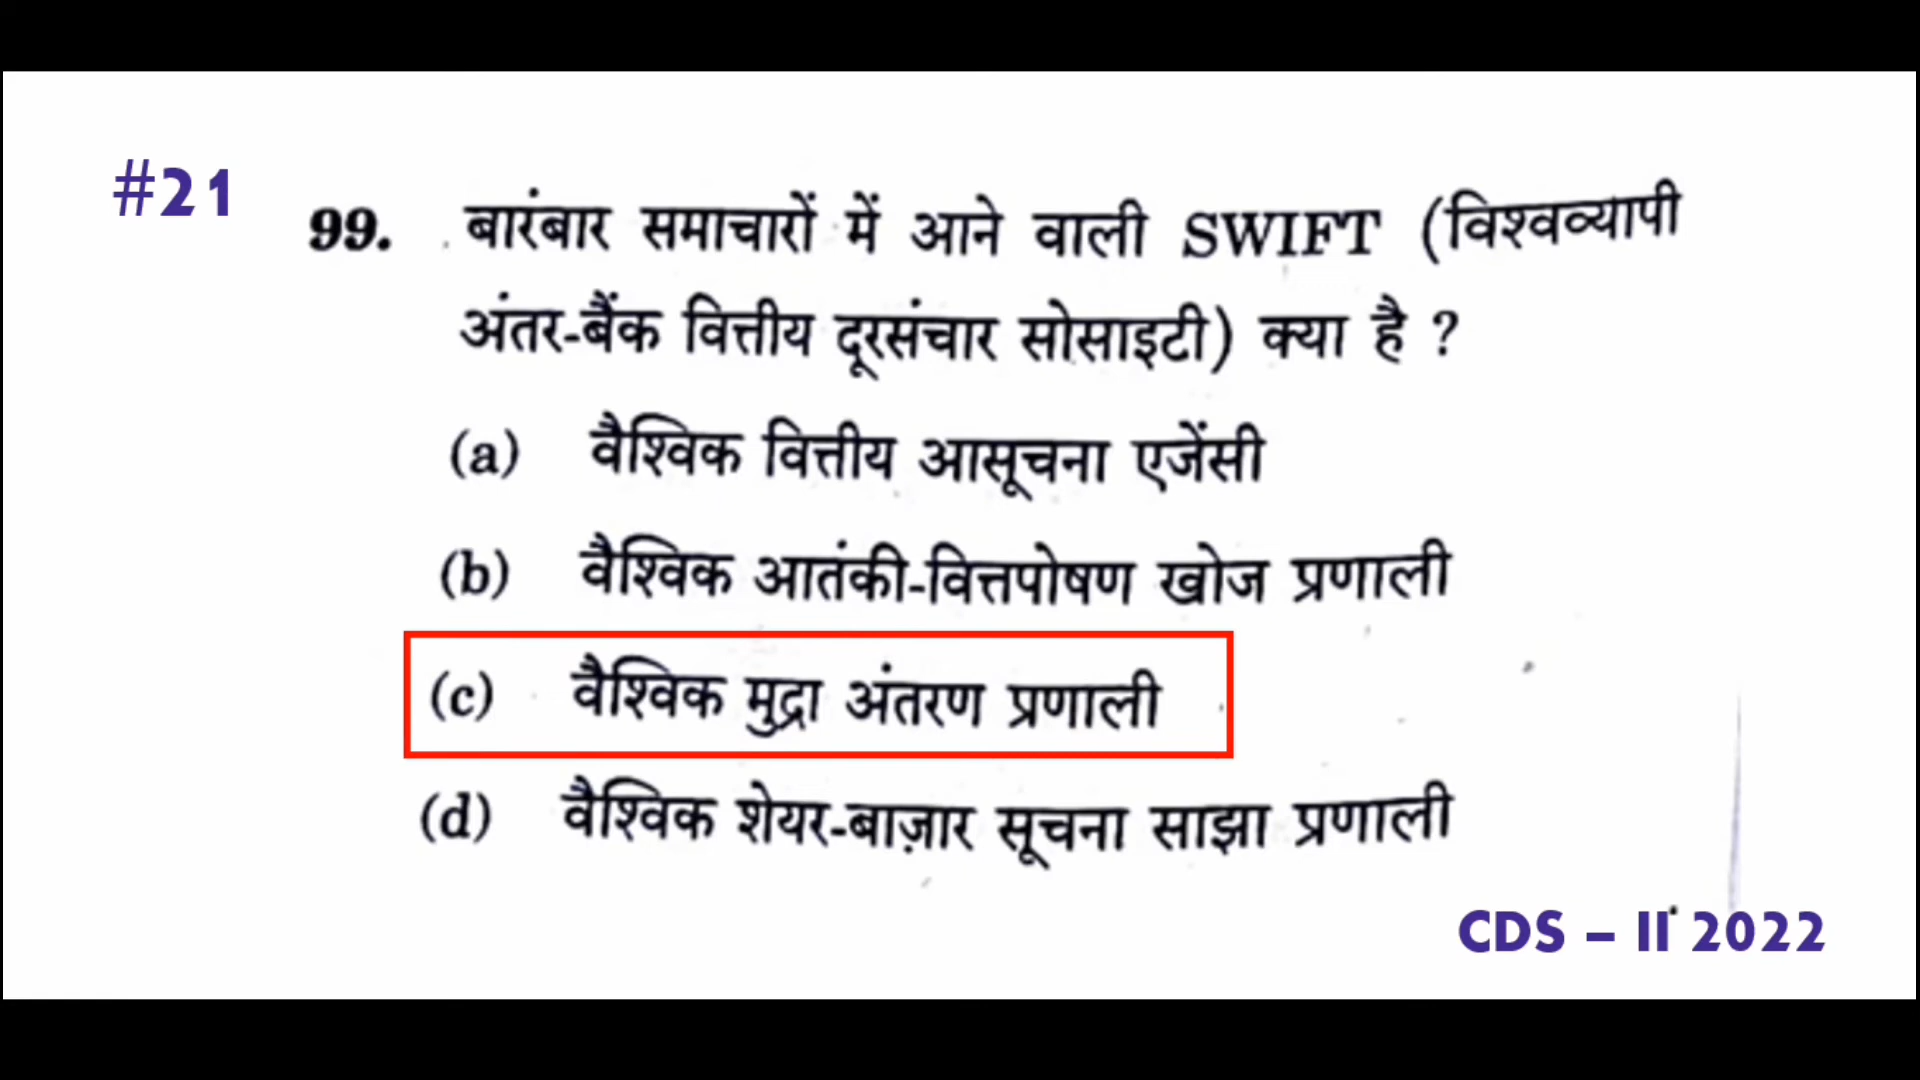 #21
99. बारंबार समाचारों में आने वाली SWIFT (विश्वव्यापी
अंतर-बैंक वित्तीय दूरसंचार सोसाइटी) क्या है ?
(a) वैश्विक वित्तीय आसूचना एजेंसी
(b) वैश्विक आतंकी-वित्तपोषण खोज प्रणाली
(c) वैश्विक मुद्रा अंतरण प्रणाली
(d) वैश्विक शेयर-बाज़ार सूचना साझा प्रणाली
CDS – II 2022